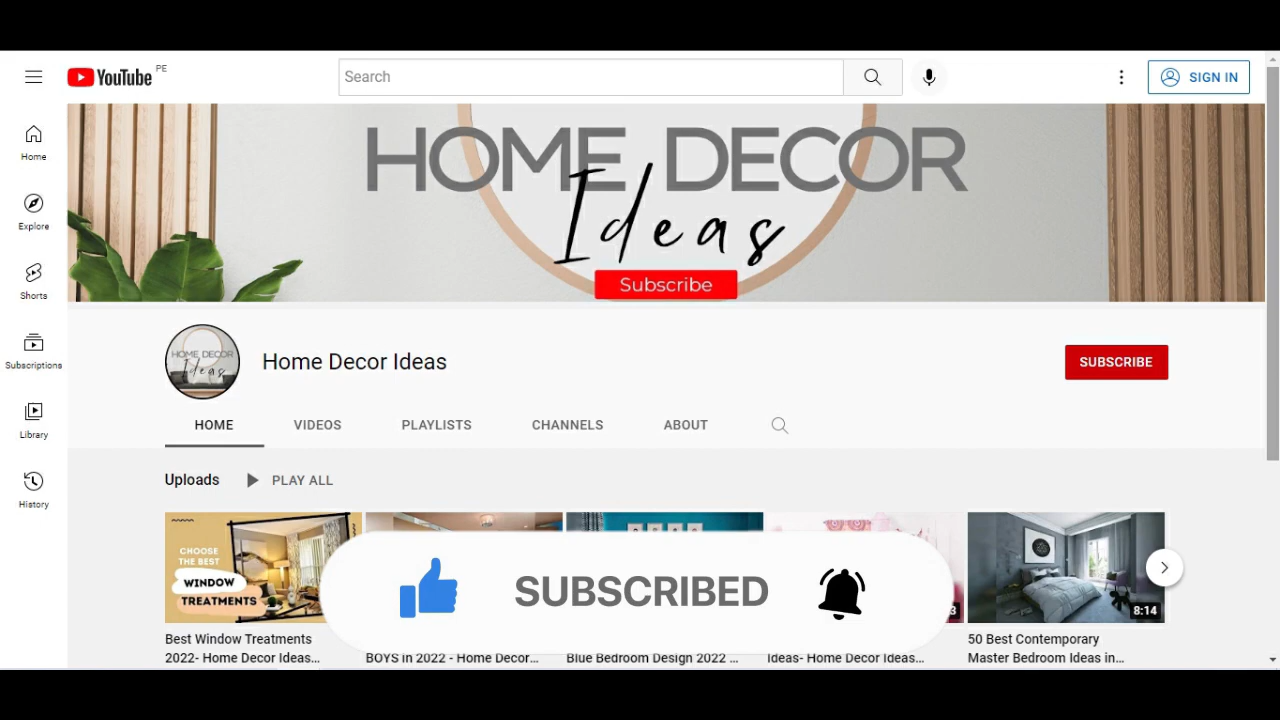 YouTube PE
Search
SIGN IN
Home
Explore
Shorts
Subscriptions
Library
History
HOME DECOR
Ideas
Subscribe
HOME DECOR
Ideas
Home Decor Ideas
SUBSCRIBE
HOME VIDEOS PLAYLISTS CHANNELS ABOUT
Uploads PLAY ALL
CHOOSE
THE BEST
WINDOW
TREATMENTS
8:14
SUBSCRIBED
Best Window Treatments
2022- Home Decor Ideas...
BOYS in 2022 - Home Decor...
Blue Bedroom Design 2022 ...
Ideas- Home Decor Ideas...
50 Best Contemporary
Master Bedroom Ideas in...